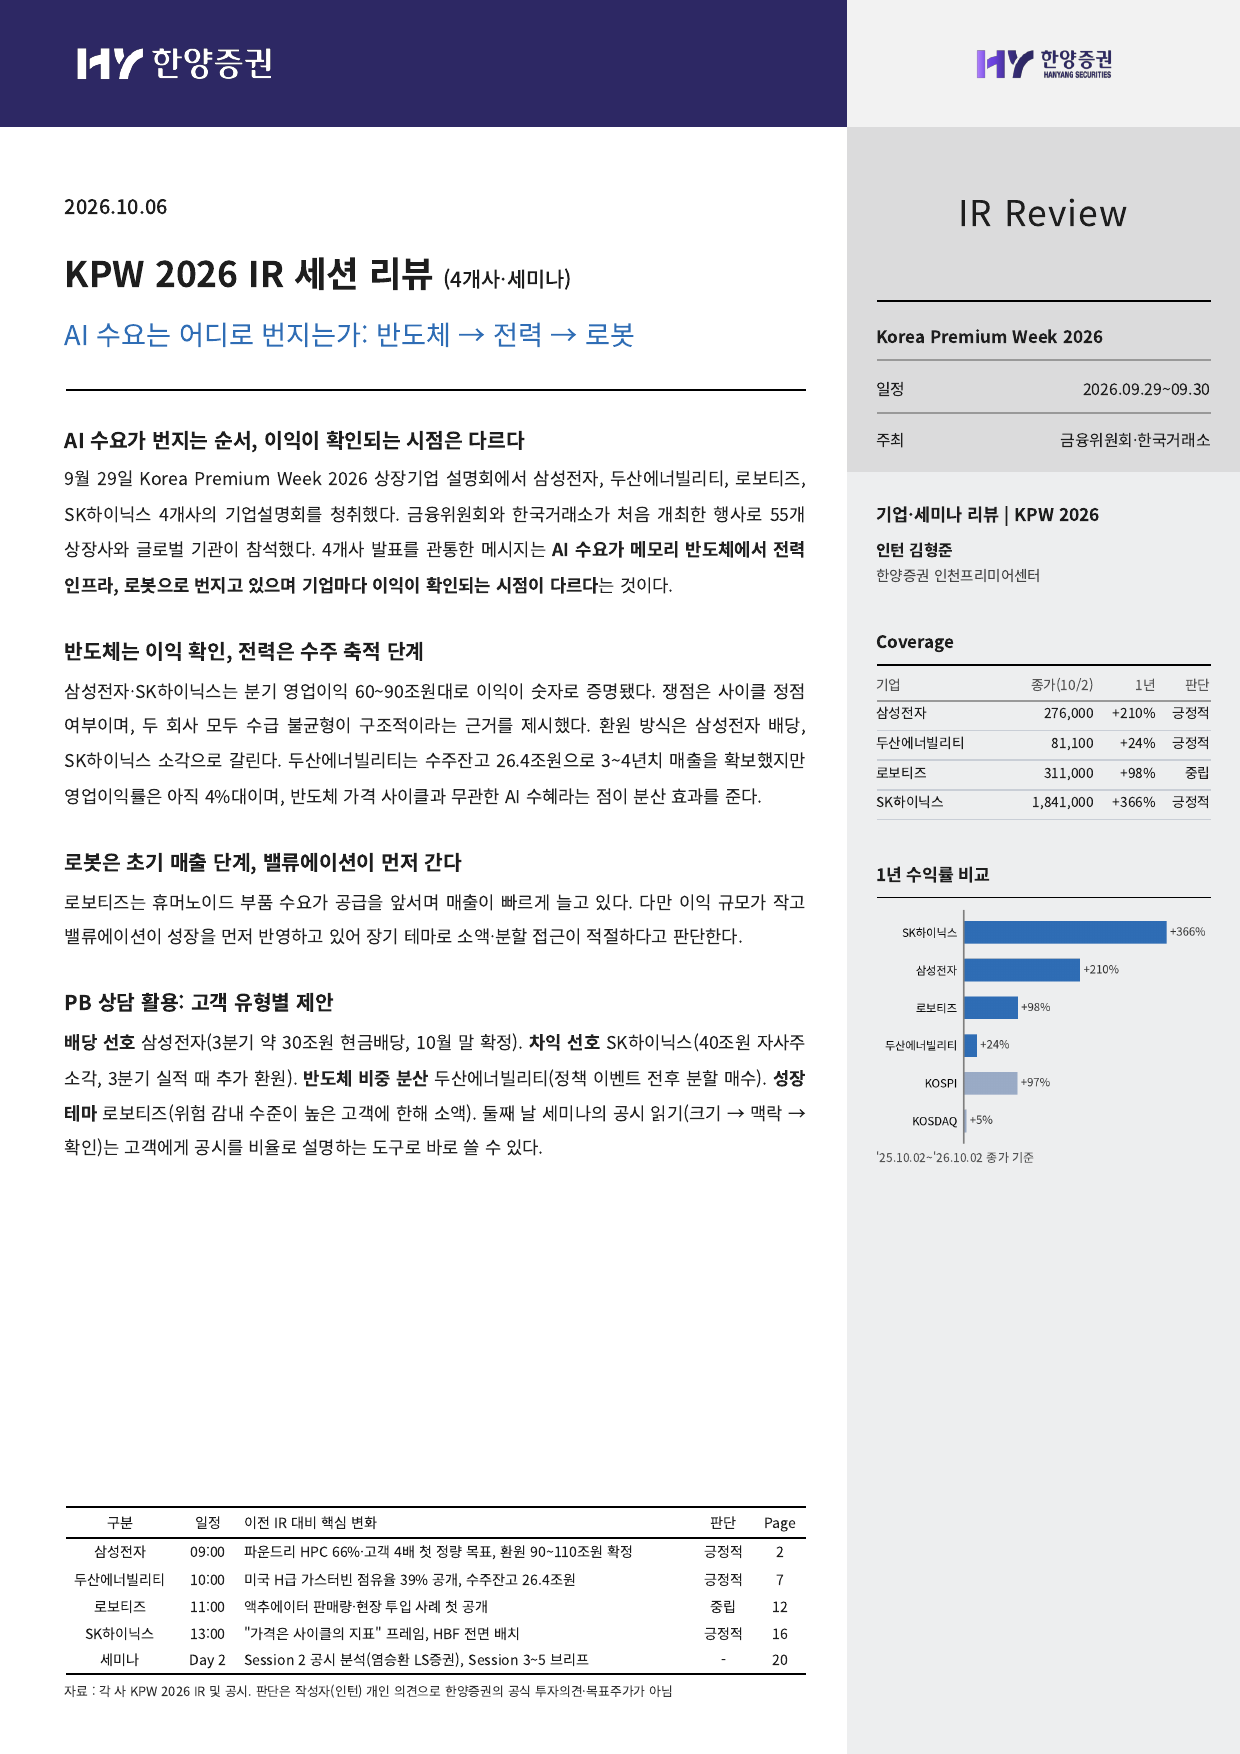 HY 한양증권
HY 한양증권
HANYANG SECURITIES
2026.10.06
KPW 2026 IR 세션 리뷰 (4개사·세미나)
AI 수요는 어디로 번지는가: 반도체 → 전력 → 로봇
AI 수요가 번지는 순서, 이익이 확인되는 시점은 다르다
9월 29일 Korea Premium Week 2026 상장기업 설명회에서 삼성전자, 두산에너빌리티, 로보티즈,
SK하이닉스 4개사의 기업설명회를 청취했다. 금융위원회와 한국거래소가 처음 개최한 행사로 55개
상장사와 글로벌 기관이 참석했다. 4개사 발표를 관통한 메시지는 AI 수요가 메모리 반도체에서 전력
인프라, 로봇으로 번지고 있으며 기업마다 이익이 확인되는 시점이 다르다는 것이다.
반도체는 이익 확인, 전력은 수주 축적 단계
삼성전자·SK하이닉스는 분기 영업이익 60~90조원대로 이익이 숫자로 증명됐다. 쟁점은 사이클 정점
여부이며, 두 회사 모두 수급 불균형이 구조적이라는 근거를 제시했다. 환원 방식은 삼성전자 배당,
SK하이닉스 소각으로 갈린다. 두산에너빌리티는 수주잔고 26.4조원으로 3~4년치 매출을 확보했지만
영업이익률은 아직 4%대이며, 반도체 가격 사이클과 무관한 AI 수혜라는 점이 분산 효과를 준다.
로봇은 초기 매출 단계, 밸류에이션이 먼저 간다
로보티즈는 휴머노이드 부품 수요가 공급을 앞서며 매출이 빠르게 늘고 있다. 다만 이익 규모가 작고
밸류에이션이 성장을 먼저 반영하고 있어 장기 테마로 소액·분할 접근이 적절하다고 판단한다.
PB 상담 활용: 고객 유형별 제안
배당 선호 삼성전자(3분기 약 30조원 현금배당, 10월 말 확정). 차익 선호 SK하이닉스(40조원 자사주
소각, 3분기 실적 때 추가 환원). 반도체 비중 분산 두산에너빌리티(정책 이벤트 전후 분할 매수). 성장
테마 로보티즈(위험 감내 수준이 높은 고객에 한해 소액). 둘째 날 세미나의 공시 읽기(크기 → 맥락 →
확인)는 고객에게 공시를 비율로 설명하는 도구로 바로 쓸 수 있다.
구분 일정 이전 IR 대비 핵심 변화 판단 Page
삼성전자 09:00 파운드리 HPC 66%·고객 4배 첫 정량 목표, 환원 90~110조원 확정 긍정적 2
두산에너빌리티 10:00 미국 H급 가스터빈 점유율 39% 공개, 수주잔고 26.4조원 긍정적 7
로보티즈 11:00 액추에이터 판매량·현장 투입 사례 첫 공개 중립 12
SK하이닉스 13:00 "가격은 사이클의 지표" 프레임, HBF 전면 배치 긍정적 16
세미나 Day 2 Session 2 공시 분석(염승환 LS증권), Session 3~5 브리프 - 20
자료 : 각 사 KPW 2026 IR 및 공시. 판단은 작성자(인턴) 개인 의견으로 한양증권의 공식 투자의견·목표주가가 아님
IR Review
Korea Premium Week 2026
일정 2026.09.29~09.30
주최 금융위원회·한국거래소
기업·세미나 리뷰 | KPW 2026
인턴 김형준
한양증권 인천프리미어센터
Coverage
기업 종가(10/2) 1년 판단
삼성전자 276,000 +210% 긍정적
두산에너빌리티 81,100 +24% 긍정적
로보티즈 311,000 +98% 중립
SK하이닉스 1,841,000 +366% 긍정적
1년 수익률 비교
SK하이닉스 +366%
삼성전자 +210%
로보티즈 +98%
두산에너빌리티 +24%
KOSPI +97%
KOSDAQ +5%
'25.10.02~'26.10.02 종가 기준